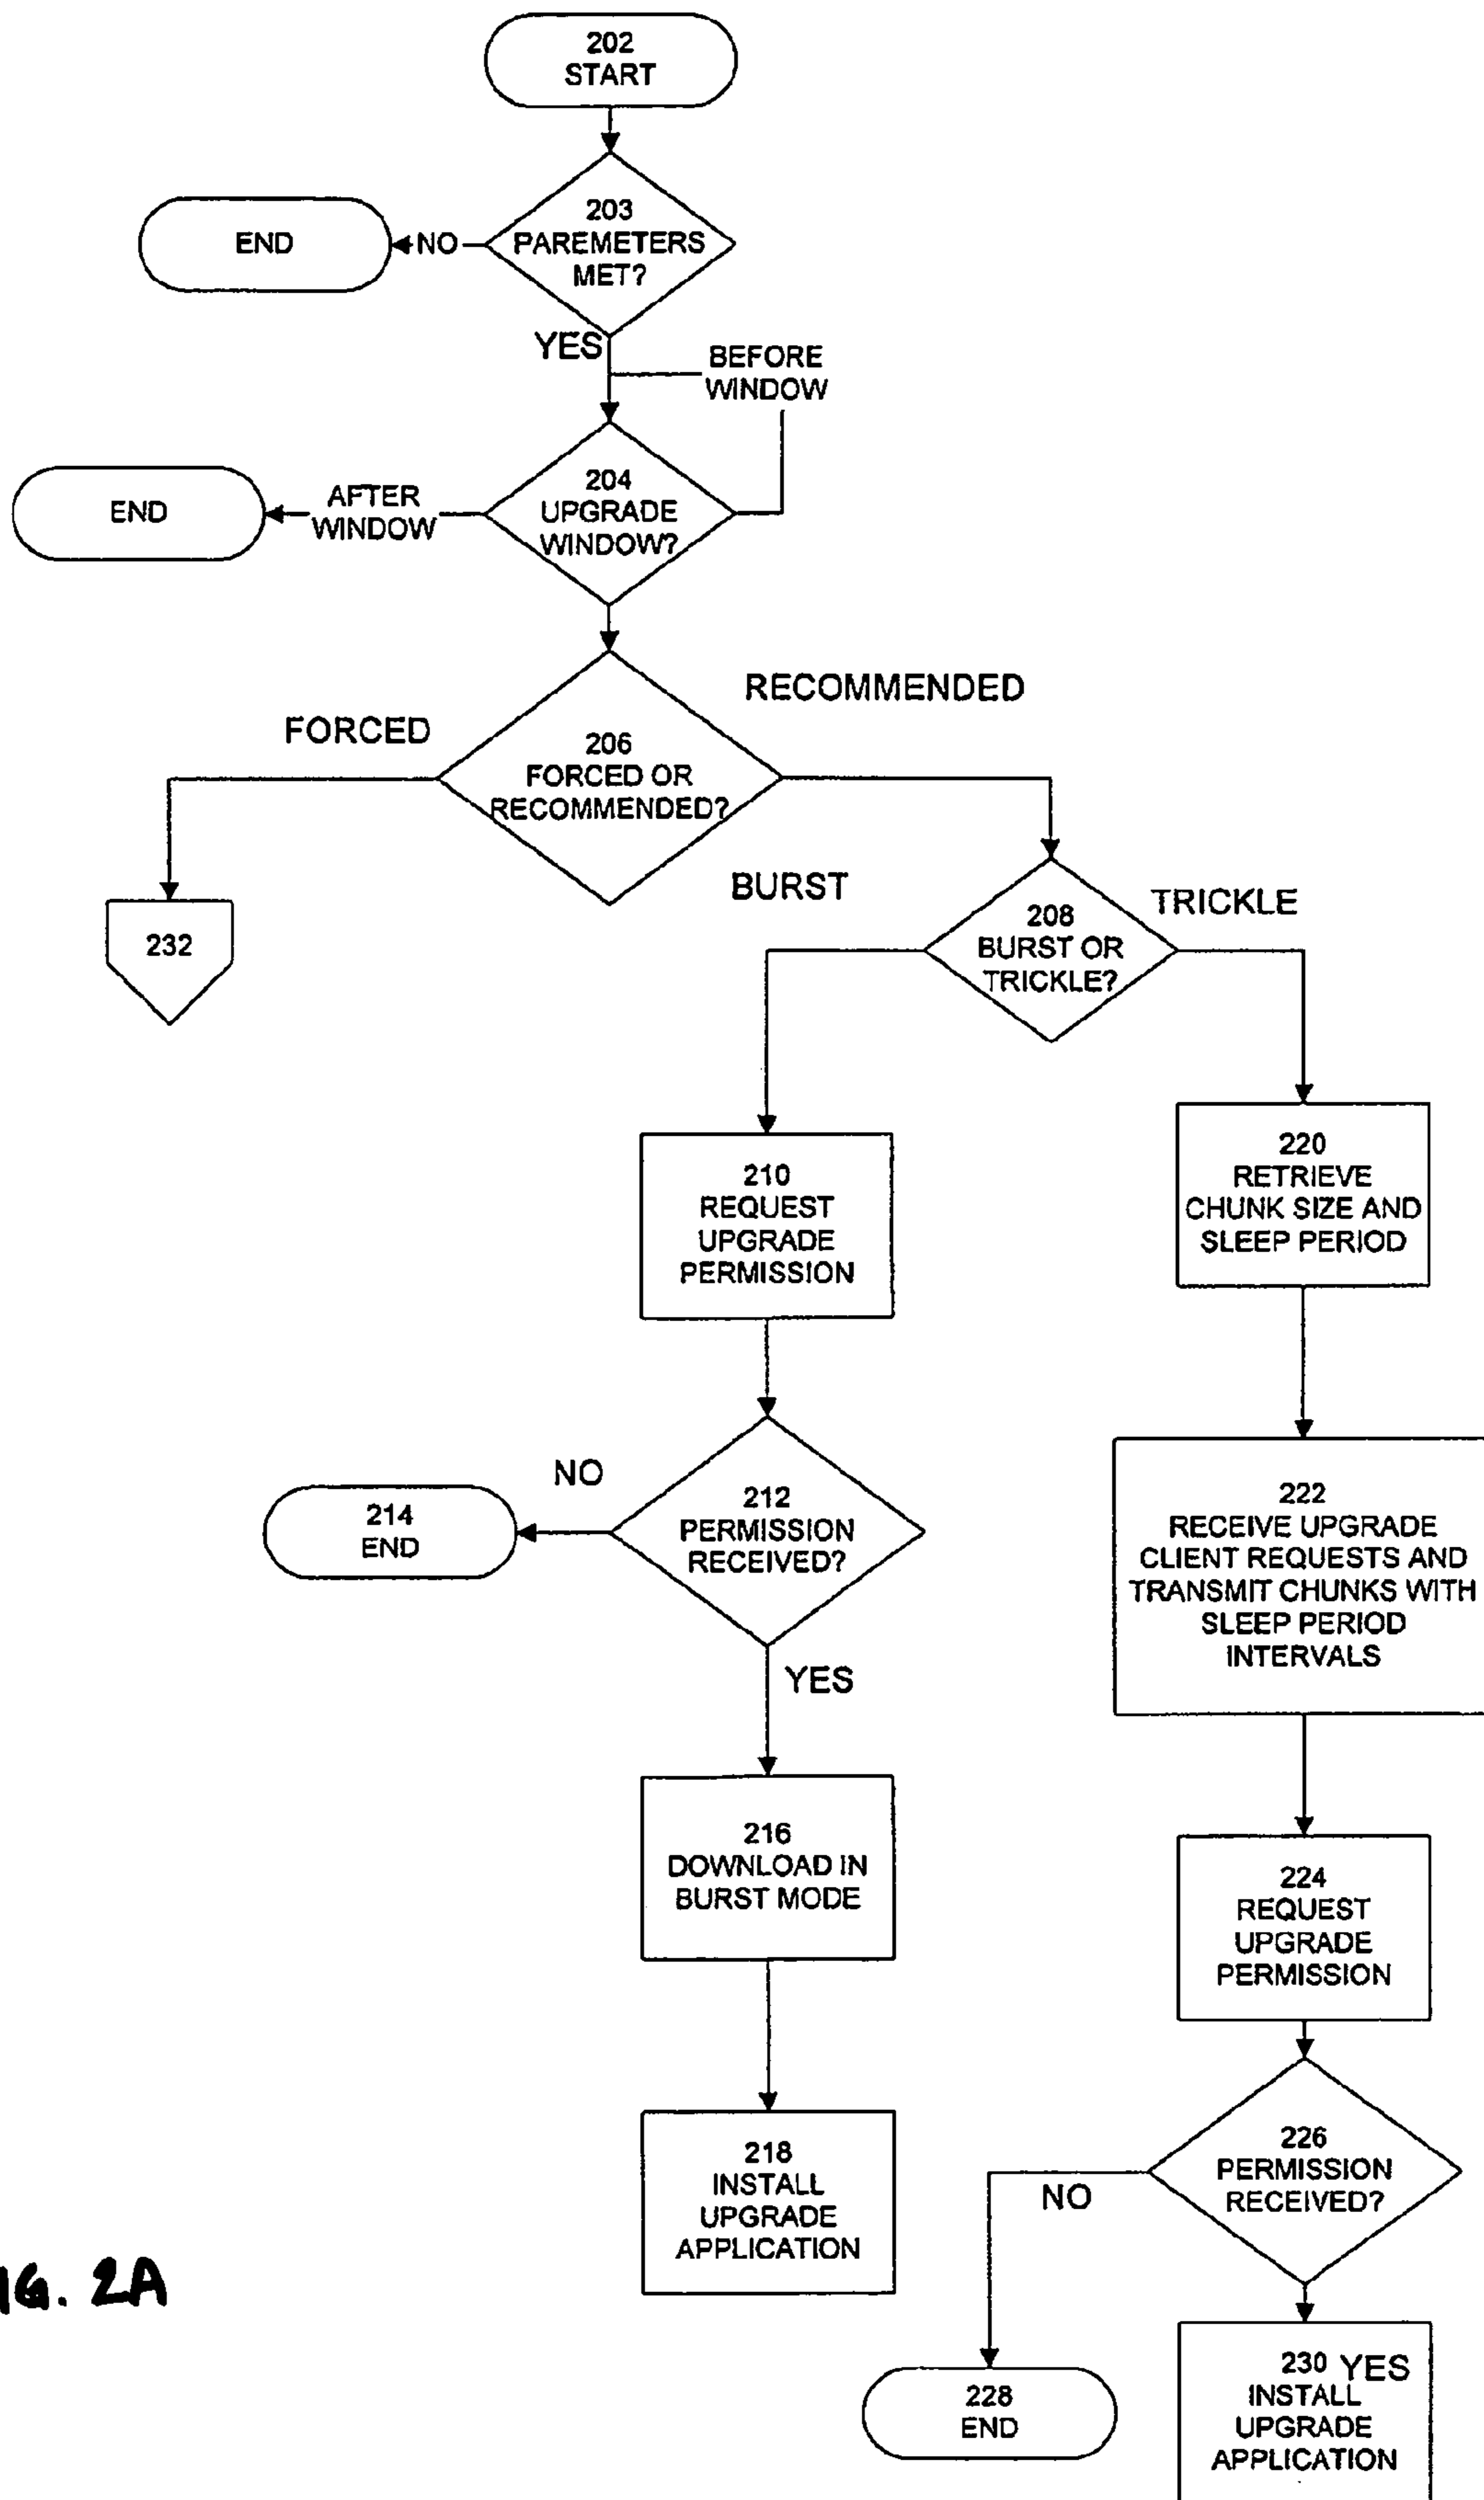 202
START
203
PAREMETERS
MET?
NO
END
YES
BEFORE
WINDOW
204
UPGRADE
WINDOW?
AFTER
WINDOW
END
RECOMMENDED
FORCED
206
FORCED OR
RECOMMENDED?
232
BURST
TRICKLE
208
BURST OR
TRICKLE?
210
REQUEST
UPGRADE
PERMISSION
220
RETRIEVE
CHUNK SIZE AND
SLEEP PERIOD
NO
212
PERMISSION
RECEIVED?
214
END
YES
222
RECEIVE UPGRADE
CLIENT REQUESTS AND
TRANSMIT CHUNKS WITH
SLEEP PERIOD
INTERVALS
216
DOWNLOAD IN
BURST MODE
224
REQUEST
UPGRADE
PERMISSION
218
INSTALL
UPGRADE
APPLICATION
226
PERMISSION
RECEIVED?
NO
228
END
230 YES
INSTALL
UPGRADE
APPLICATION
IG. 2A